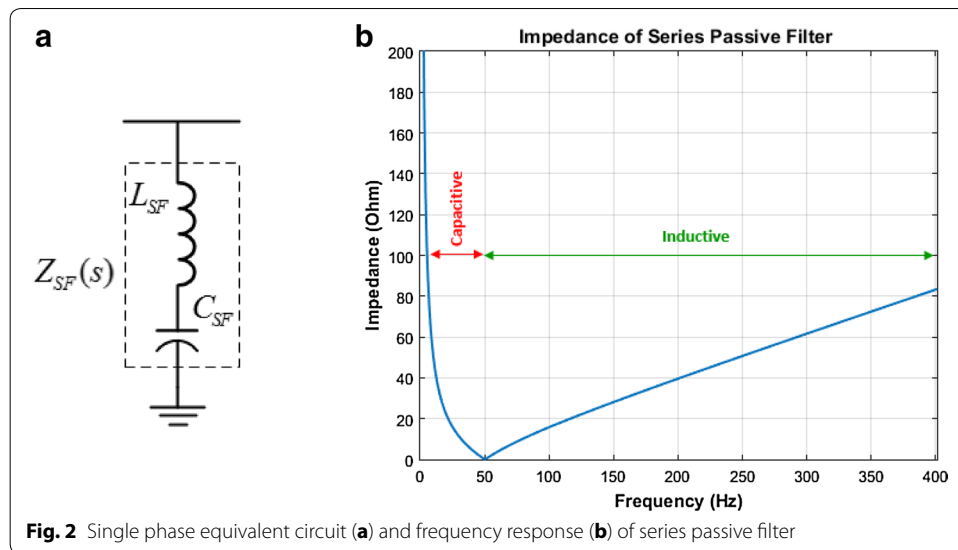 a
L_SF
Z_SF(s)
C_SF
b
Impedance of Series Passive Filter
Impedance (Ohm)
200
180
160
140
120
100
80
60
40
20
0
Capacitive
Inductive
0 50 100 150 200 250 300 350 400
Frequency (Hz)
Fig. 2 Single phase equivalent circuit (a) and frequency response (b) of series passive filter